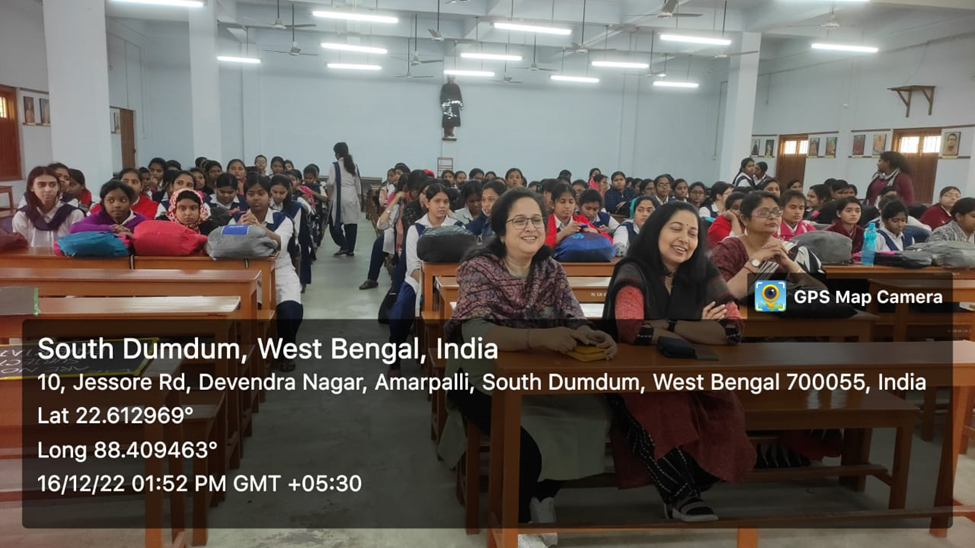 GPS Map Camera
South Dumdum, West Bengal, India
10, Jessore Rd, Devendra Nagar, Amarpalli, South Dumdum, West Bengal 700055, India
Lat 22.612969°
Long 88.409463°
16/12/22 01:52 PM GMT +05:30